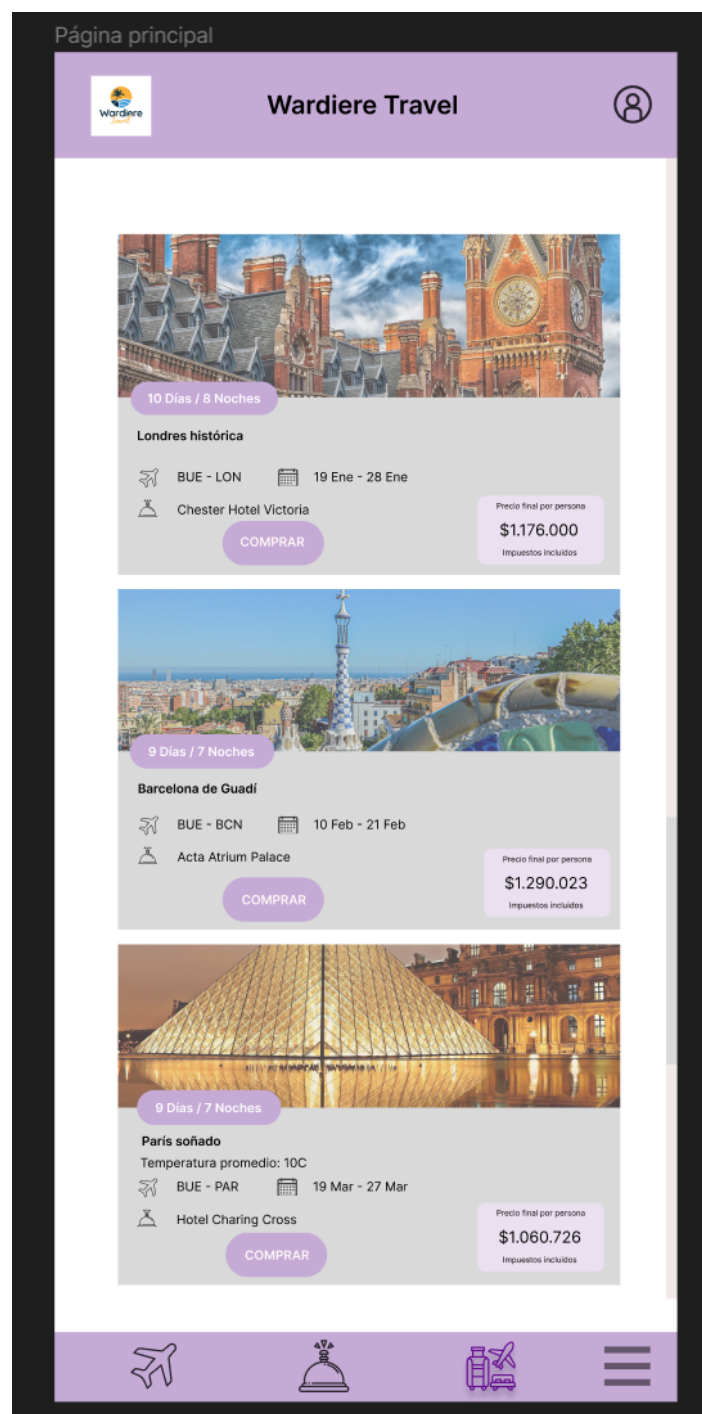 Página principal
Wardiere
Travel
Wardiere Travel
10 Días / 8 Noches
Londres histórica
BUE - LON
19 Ene - 28 Ene
Chester Hotel Victoria
COMPRAR
Precio final por persona
$1.176.000
Impuestos incluidos
9 Días / 7 Noches
Barcelona de Guadí
BUE - BCN
10 Feb - 21 Feb
Acta Atrium Palace
COMPRAR
Precio final por persona
$1.290.023
Impuestos incluidos
9 Días / 7 Noches
París soñado
Temperatura promedio: 10C
BUE - PAR
19 Mar - 27 Mar
Hotel Charing Cross
COMPRAR
Precio final por persona
$1.060.726
Impuestos incluidos